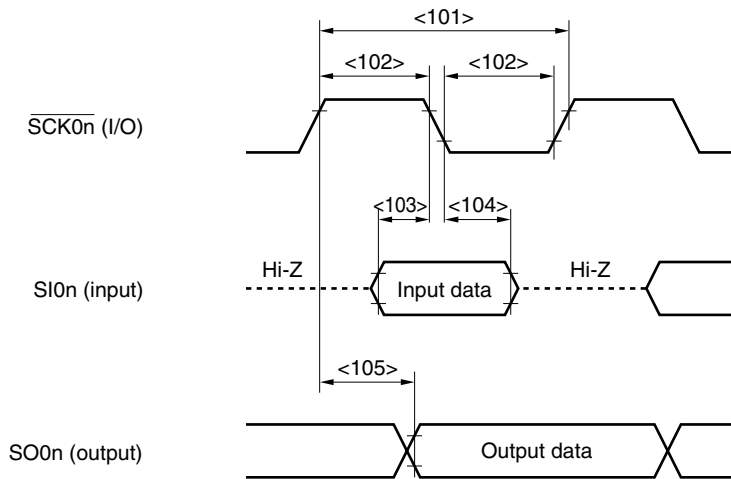 <101>
<102> <102>
SCK0n (I/O)
<103> <104>
Hi-Z Hi-Z
SI0n (input) Input data
<105>
SO0n (output) Output data